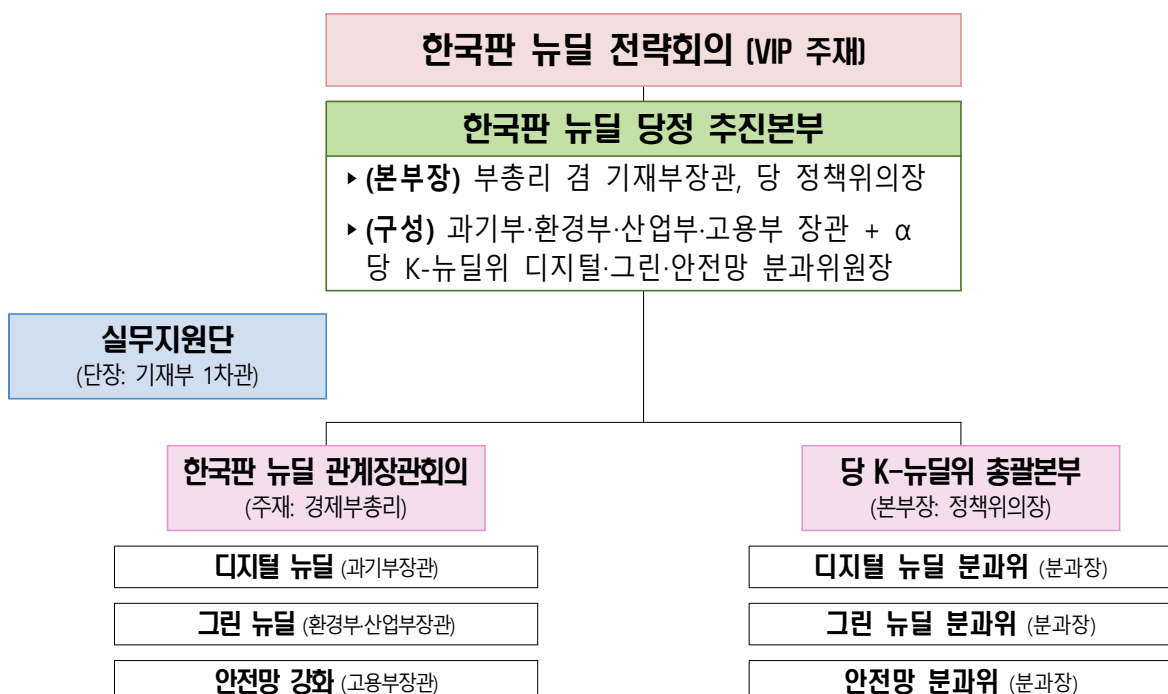 한국판 뉴딜 전략회의 (VIP 주재)
한국판 뉴딜 당정 추진본부
▸(본부장) 부총리 겸 기재부장관, 당 정책위의장
▸(구성) 과기부·환경부·산업부·고용부 장관 + α
당 K-뉴딜위 디지털·그린·안전망 분과위원장
실무지원단
(단장: 기재부 1차관)
한국판 뉴딜 관계장관회의
(주재: 경제부총리)
디지털 뉴딜 (과기부장관)
그린 뉴딜 (환경부·산업부장관)
안전망 강화 (고용부장관)
당 K-뉴딜위 총괄본부
(본부장: 정책위의장)
디지털 뉴딜 분과위 (분과장)
그린 뉴딜 분과위 (분과장)
안전망 분과위 (분과장)